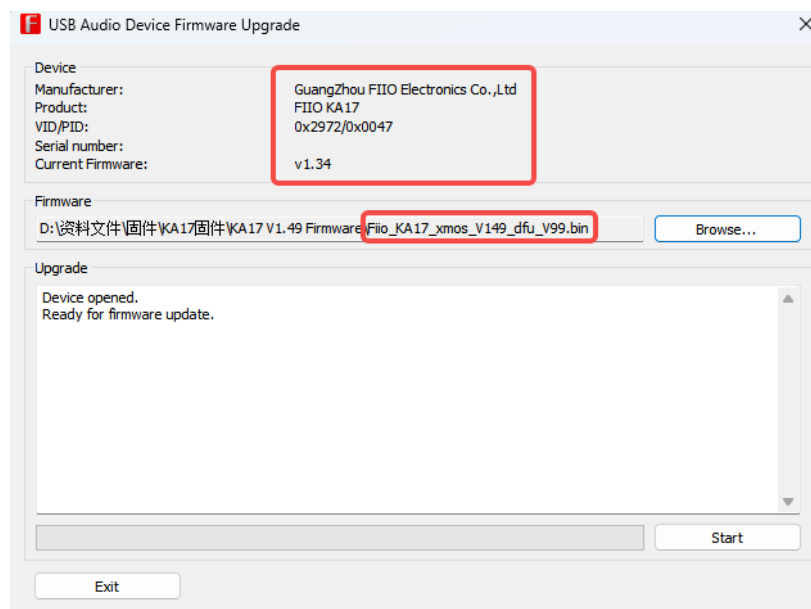 USB Audio Device Firmware Upgrade
Device
Manufacturer: GuangZhou FIIO Electronics Co.,Ltd
Product: FIIO KA17
VID/PID: 0x2972/0x0047
Serial number:
Current Firmware: v1.34
Firmware
D:\资料文件\固件\KA17固件\KA17 V1.49 Firmware\Fiio_KA17_xmos_V149_dfu_V99.bin Browse...
Upgrade
Device opened.
Ready for firmware update.
Start
Exit